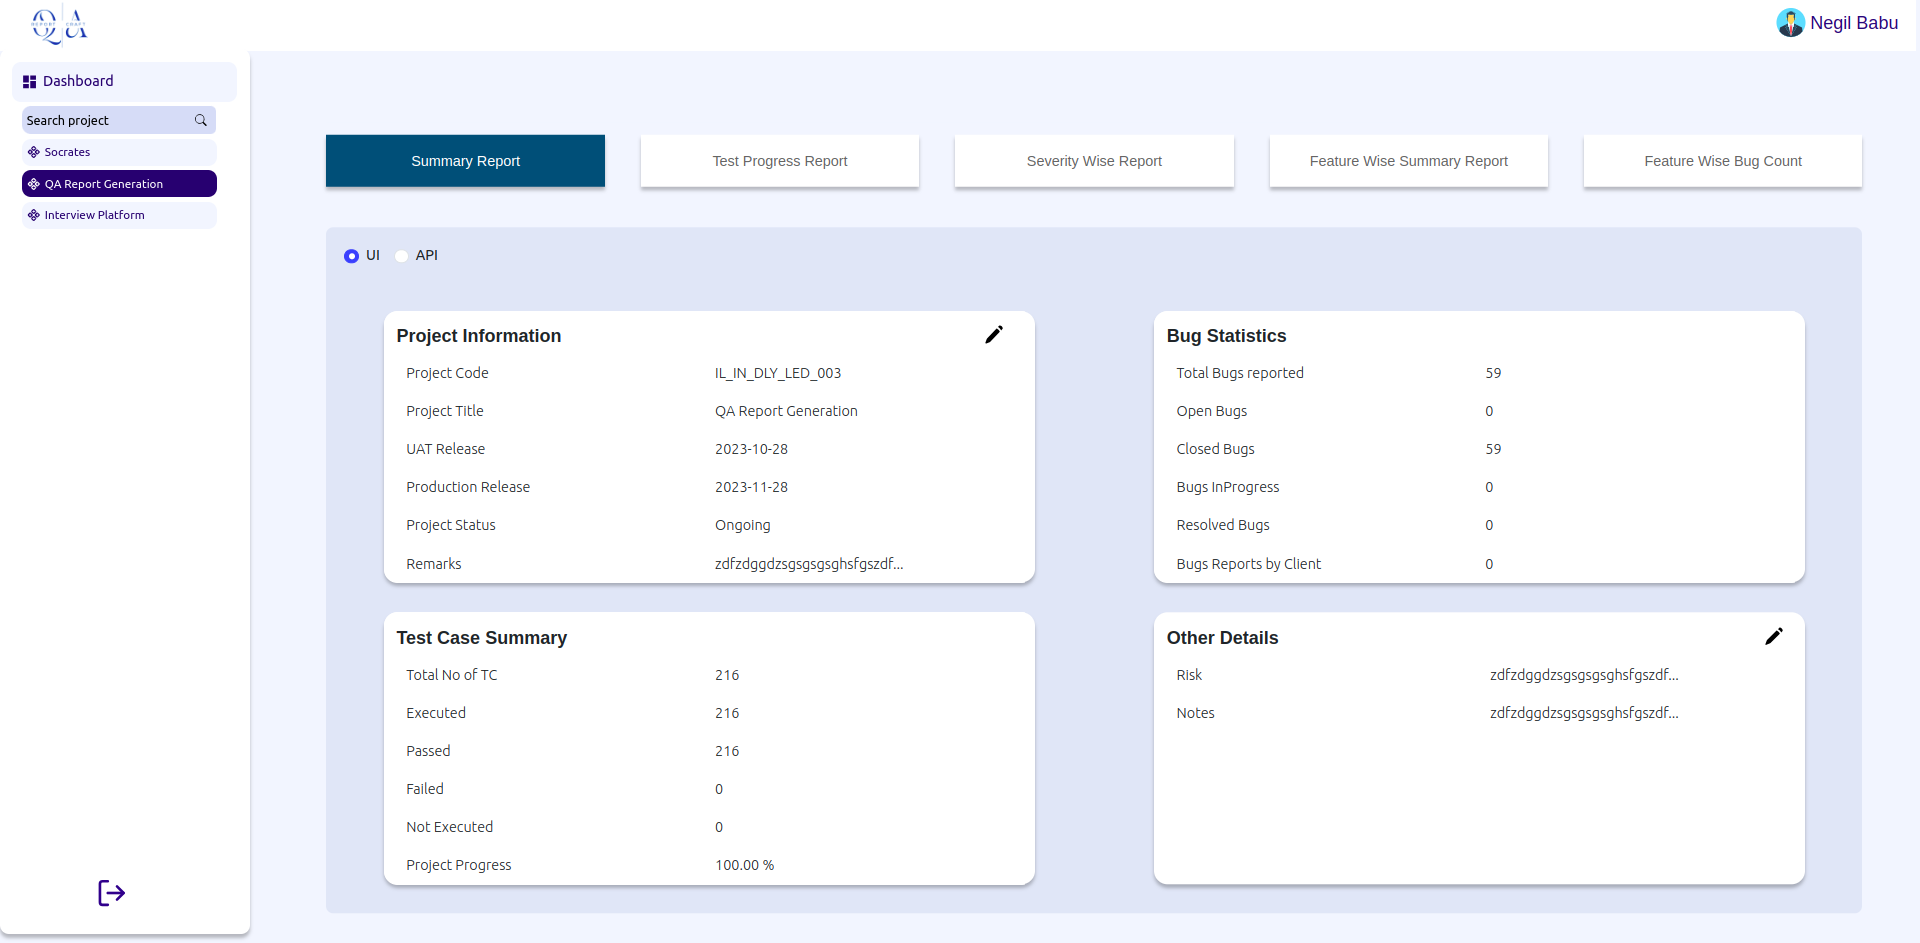 Q A
REPORT CRAFT
Negil Babu
Dashboard
Search project
Socrates
QA Report Generation
Interview Platform
Summary Report
Test Progress Report
Severity Wise Report
Feature Wise Summary Report
Feature Wise Bug Count
UI API
Project Information
Project Code IL_IN_DLY_LED_003
Project Title QA Report Generation
UAT Release 2023-10-28
Production Release 2023-11-28
Project Status Ongoing
Remarks zdfzdggdzsgsgsgsghsfgszdf...
Bug Statistics
Total Bugs reported 59
Open Bugs 0
Closed Bugs 59
Bugs InProgress 0
Resolved Bugs 0
Bugs Reports by Client 0
Test Case Summary
Total No of TC 216
Executed 216
Passed 216
Failed 0
Not Executed 0
Project Progress 100.00 %
Other Details
Risk zdfzdggdzsgsgsgsghsfgszdf...
Notes zdfzdggdzsgsgsgsghsfgszdf...